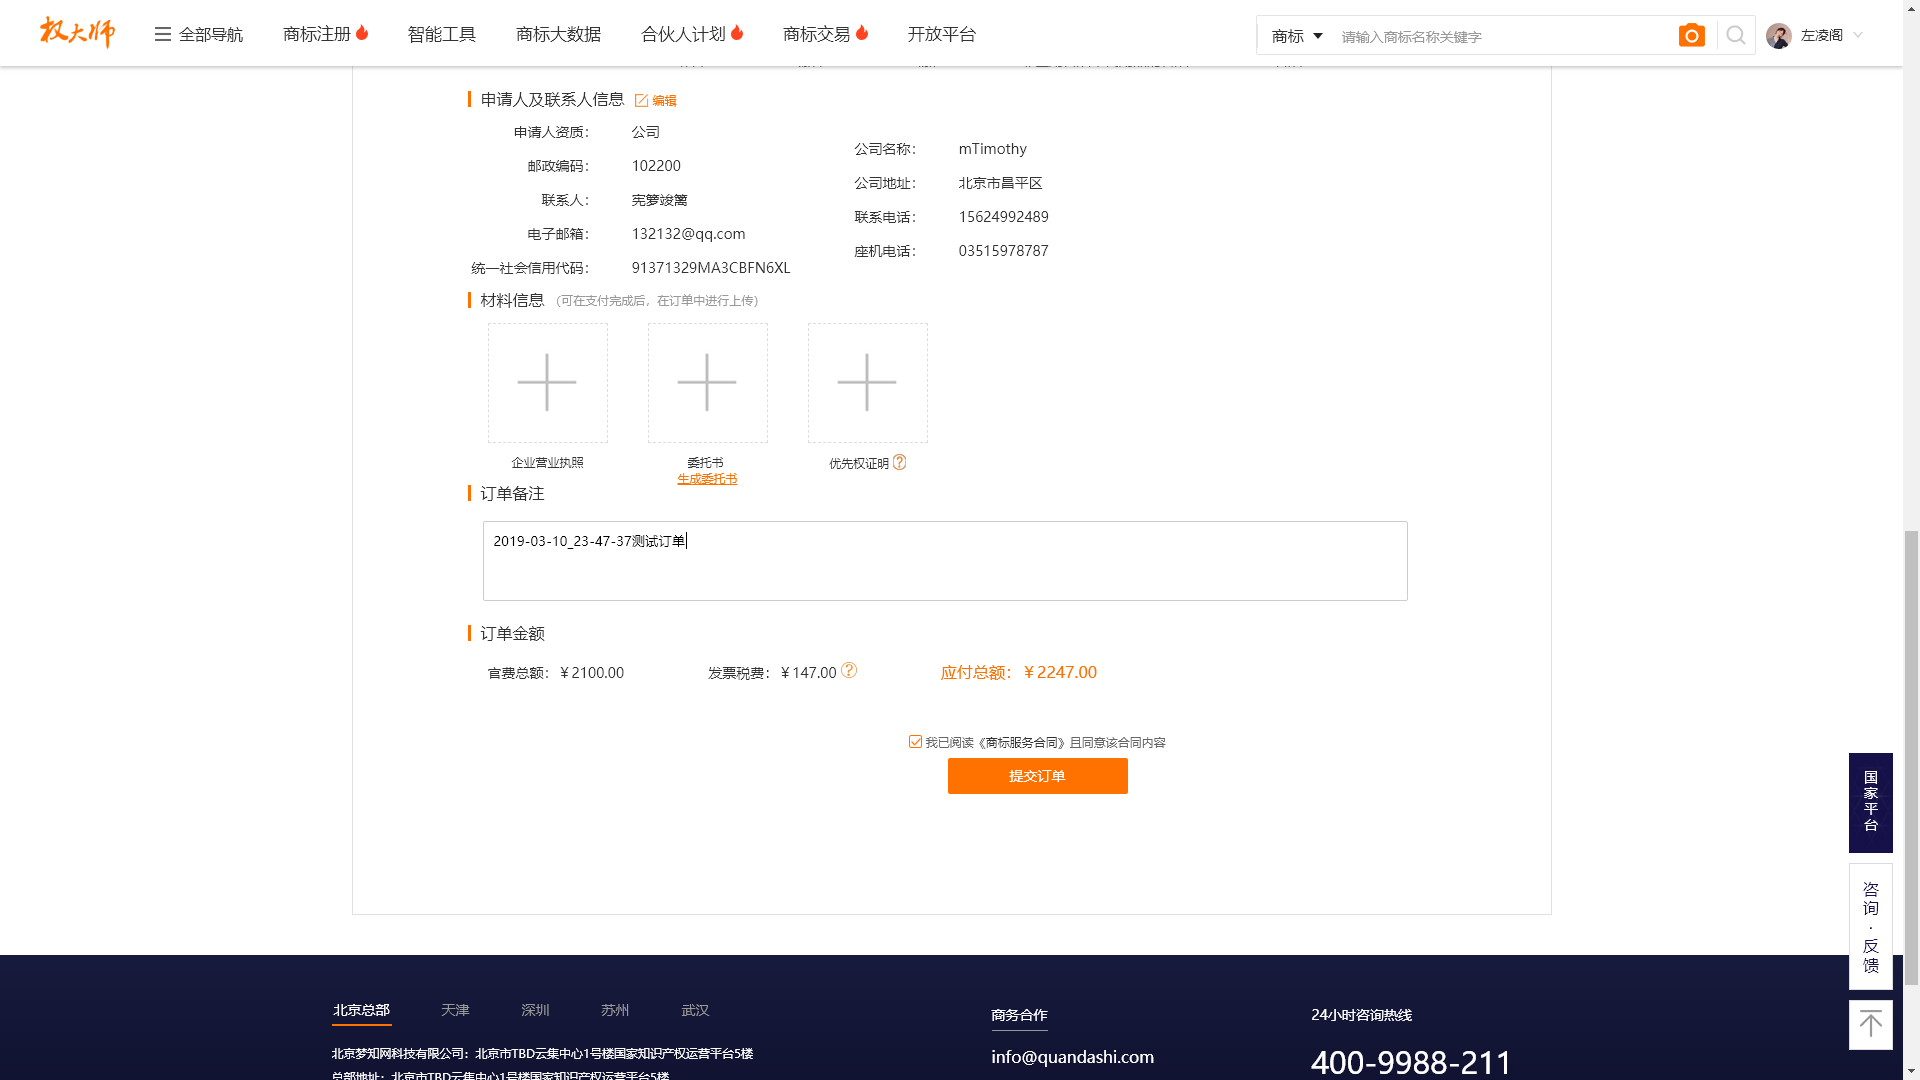 权大师
全部导航
商标注册
智能工具
商标大数据
合伙人计划
商标交易
开放平台
商标
请输入商标名称关键字
左凌阁
申请人及联系人信息 编辑
申请人资质： 公司
公司名称： mTimothy
邮政编码： 102200
公司地址： 北京市昌平区
联系人： 宪箩竣篱
联系电话： 15624992489
电子邮箱： 132132@qq.com
座机电话： 03515978787
统一社会信用代码： 91371329MA3CBFN6XL
材料信息 （可在支付完成后，在订单中进行上传）
企业营业执照
委托书
生成委托书
优先权证明
订单备注
2019-03-10_23-47-37测试订单
订单金额
官费总额：￥2100.00
发票税费：￥147.00
应付总额：￥2247.00
我已阅读《商标服务合同》且同意该合同内容
提交订单
国家平台
咨询·反馈
北京总部
天津
深圳
苏州
武汉
北京梦知网科技有限公司：北京市TBD云集中心1号楼国家知识产权运营平台5楼
总部地址：北京市TBD云集中心1号楼国家知识产权运营平台5楼
商务合作
info@quandashi.com
24小时咨询热线
400-9988-211